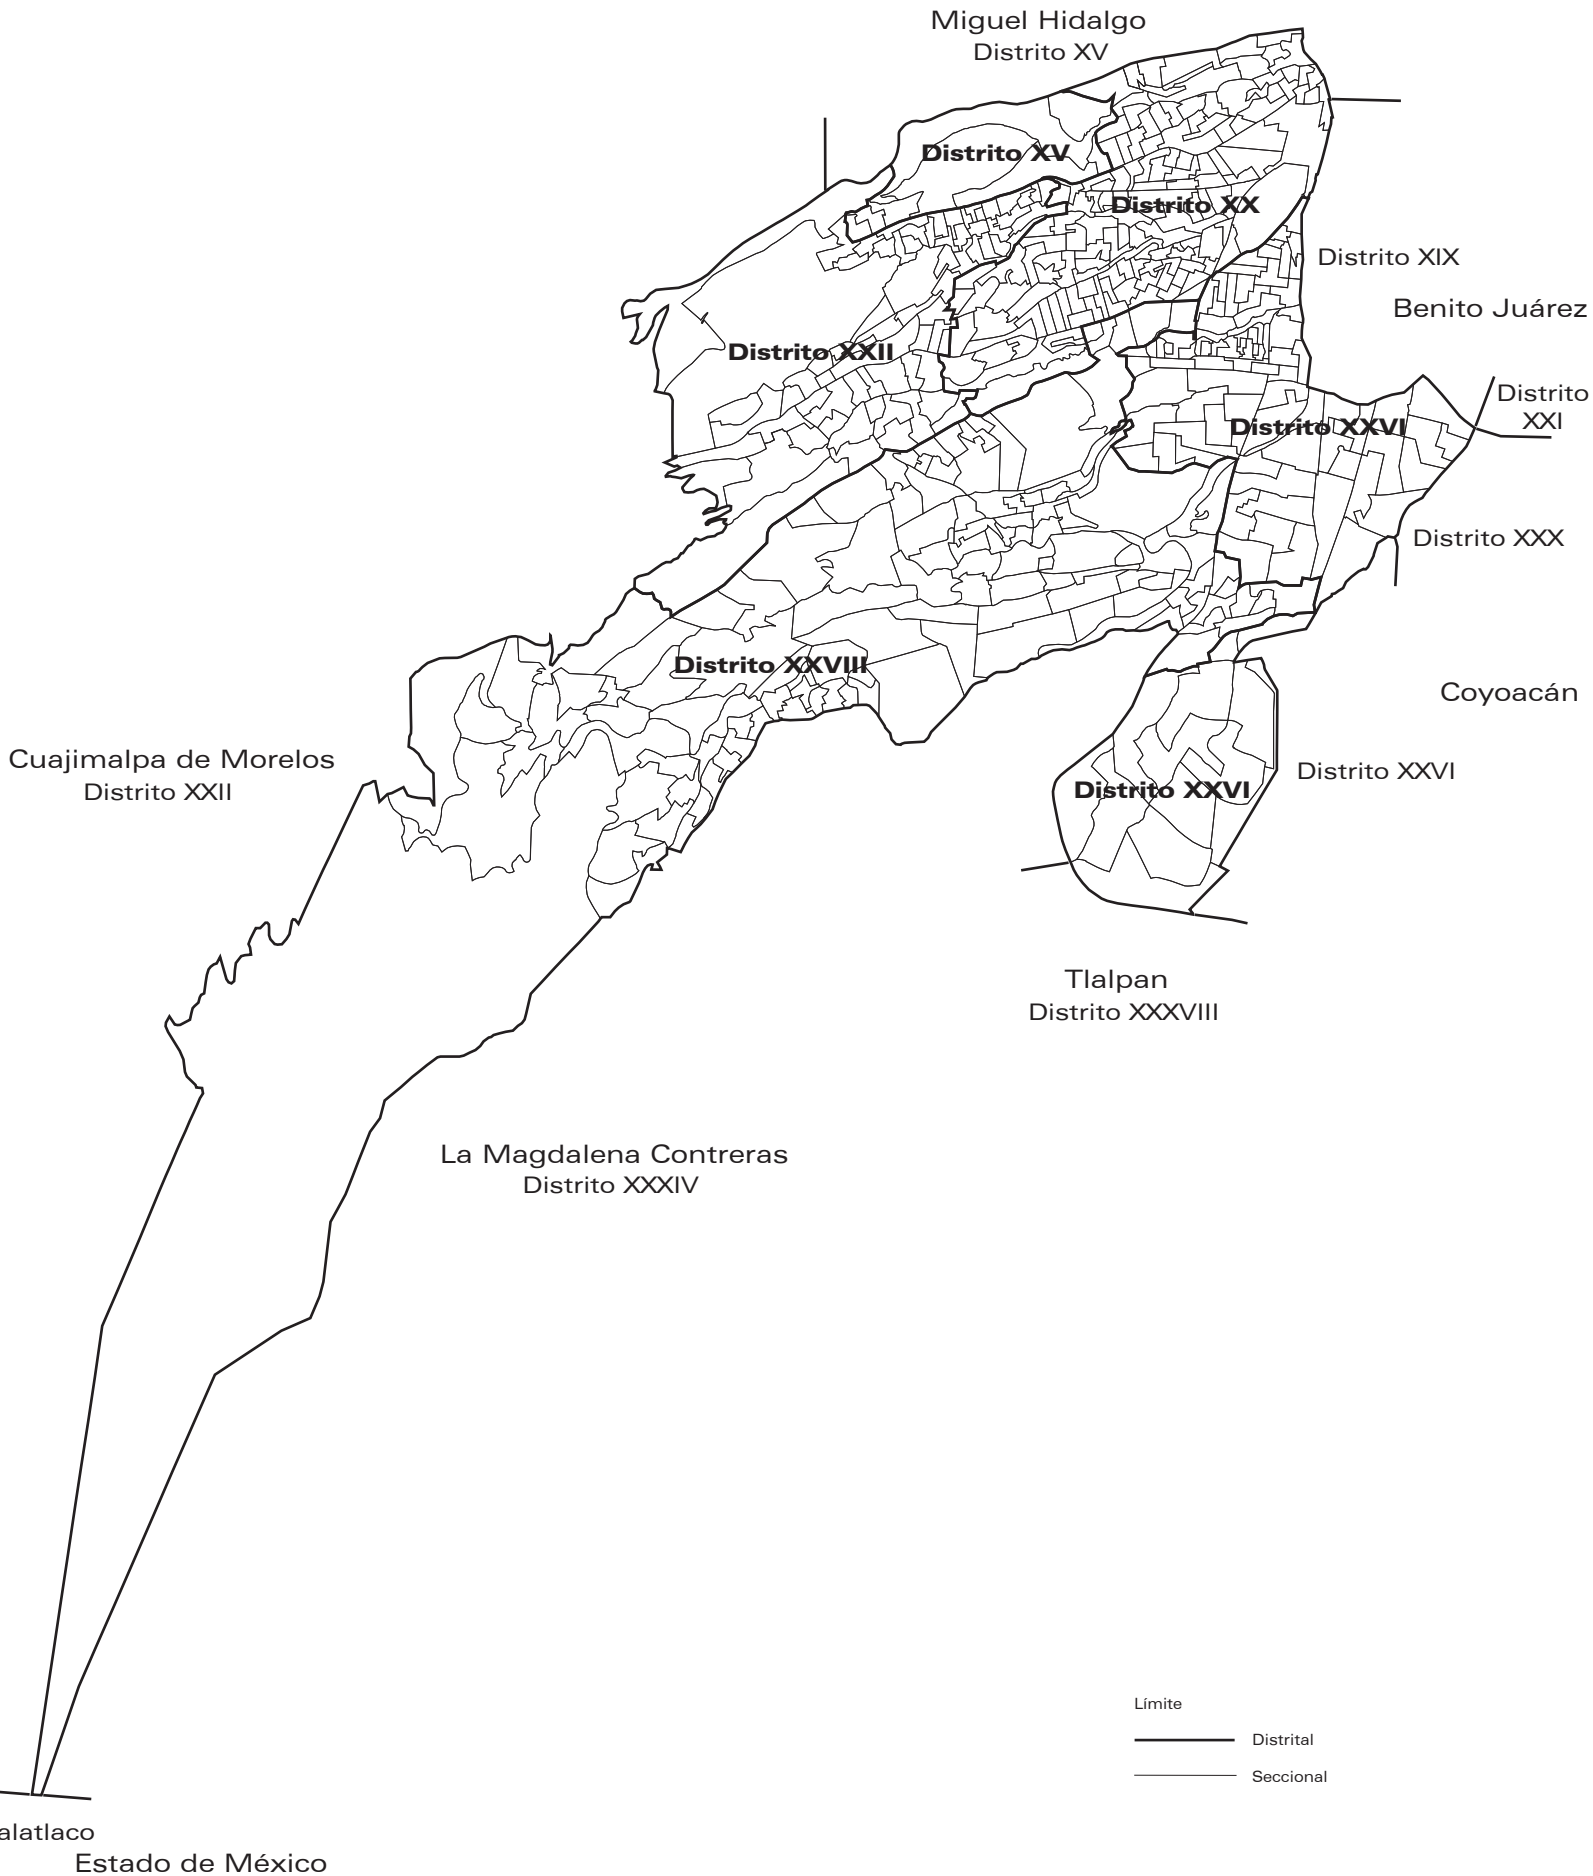 Miguel Hidalgo
Distrito XV
Distrito XV
Distrito XX
Distrito XIX
Benito Juárez
Distrito XXII
Distrito
XXI
Distrito XXVI
Distrito XXX
Distrito XXVIII
Coyoacán
Cuajimalpa de Morelos
Distrito XXII
Distrito XXVI
Distrito XXVI
Tlalpan
Distrito XXXVIII
La Magdalena Contreras
Distrito XXXIV
Límite
Distrital
Seccional
alatlaco
Estado de México